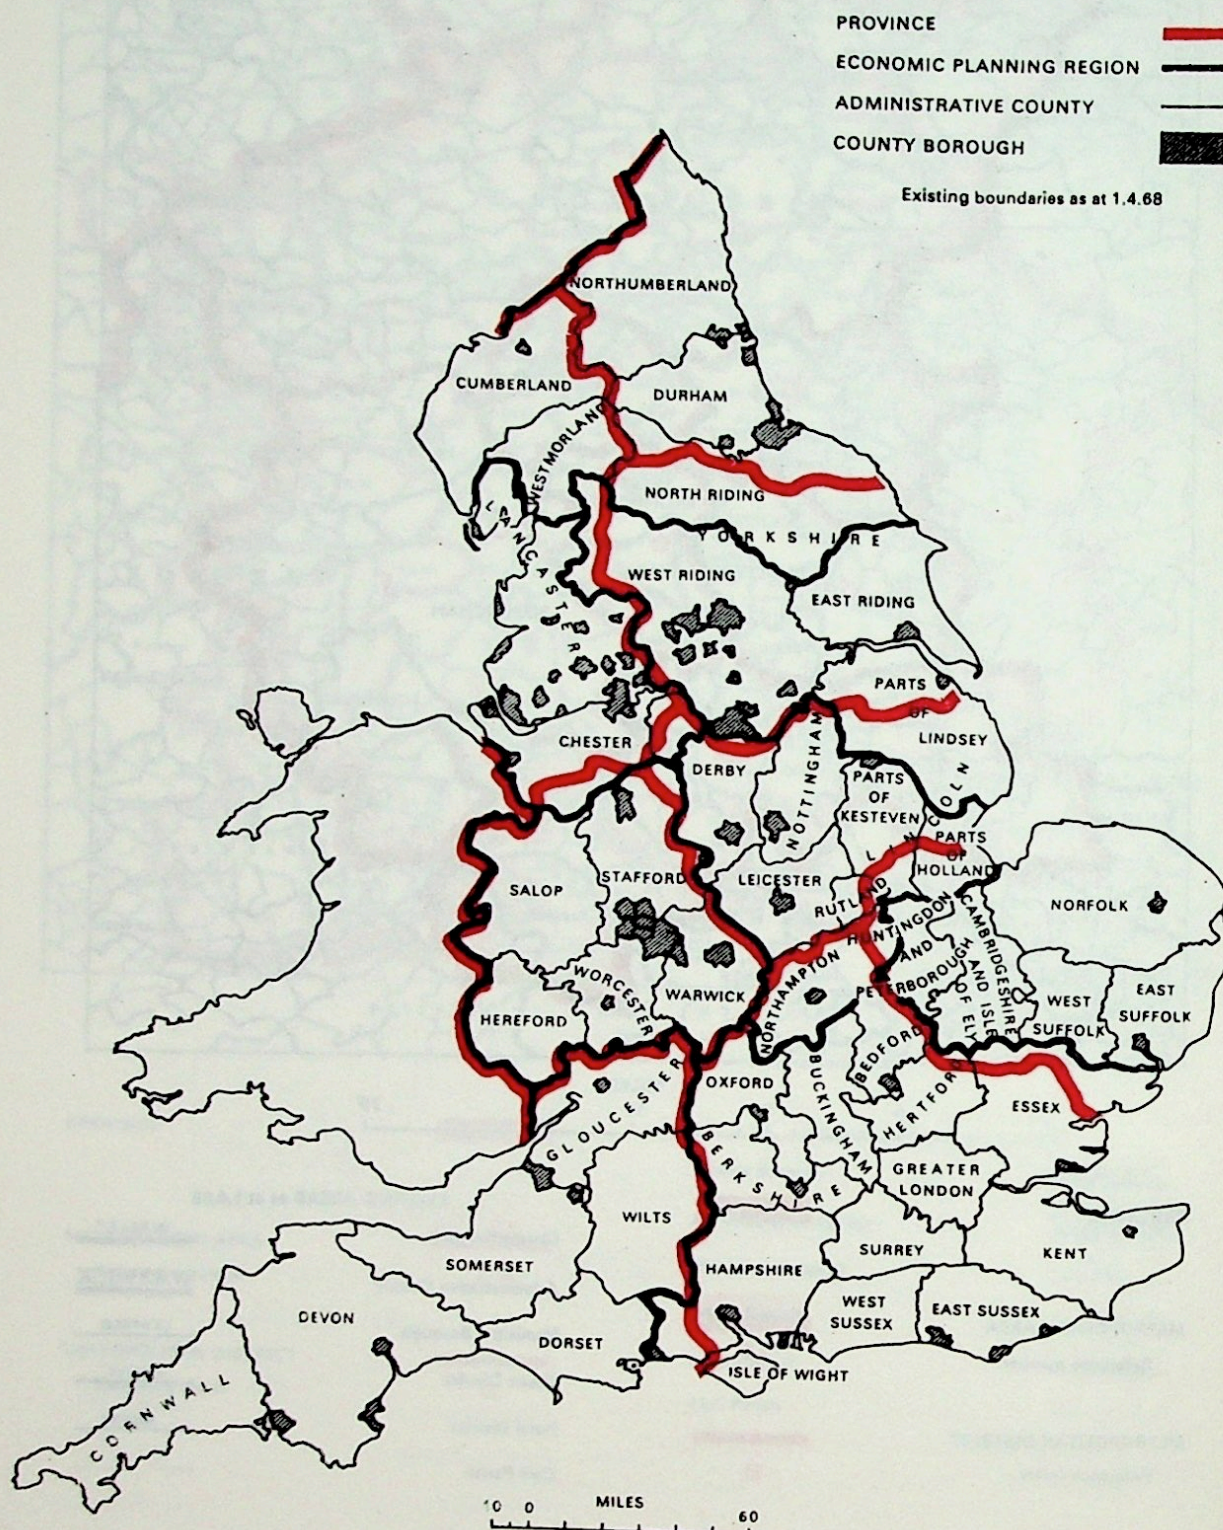 PROVINCE
ECONOMIC PLANNING REGION
ADMINISTRATIVE COUNTY
COUNTY BOROUGH
Existing boundaries as at 1.4.68
NORTHUMBERLAND
CUMBERLAND
DURHAM
WESTMORLAND
NORTH RIDING
YORKSHIRE
LANCASTER
WEST RIDING
EAST RIDING
PARTS
OF
LINDSEY
CHESTER
DERBY
NOTTINGHAM
PARTS
OF
KESTEVEN
LINCOLN
PARTS
OF
HOLLAND
SALOP
STAFFORD
LEICESTER
RUTLAND
NORFOLK
HUNTINGDON
AND
PETERBOROUGH
CAMBRIDGESHIRE
AND ISLE
OF ELY
WORCESTER
WARWICK
NORTHAMPTON
HEREFORD
WEST
SUFFOLK
EAST
SUFFOLK
GLOUCESTER
OXFORD
BUCKINGHAM
BEDFORD
HERTFORD
ESSEX
BERKSHIRE
GREATER
LONDON
WILTS
SOMERSET
HAMPSHIRE
SURREY
KENT
DEVON
DORSET
WEST
SUSSEX
EAST SUSSEX
ISLE OF WIGHT
CORNWALL
MILES
10 0 60